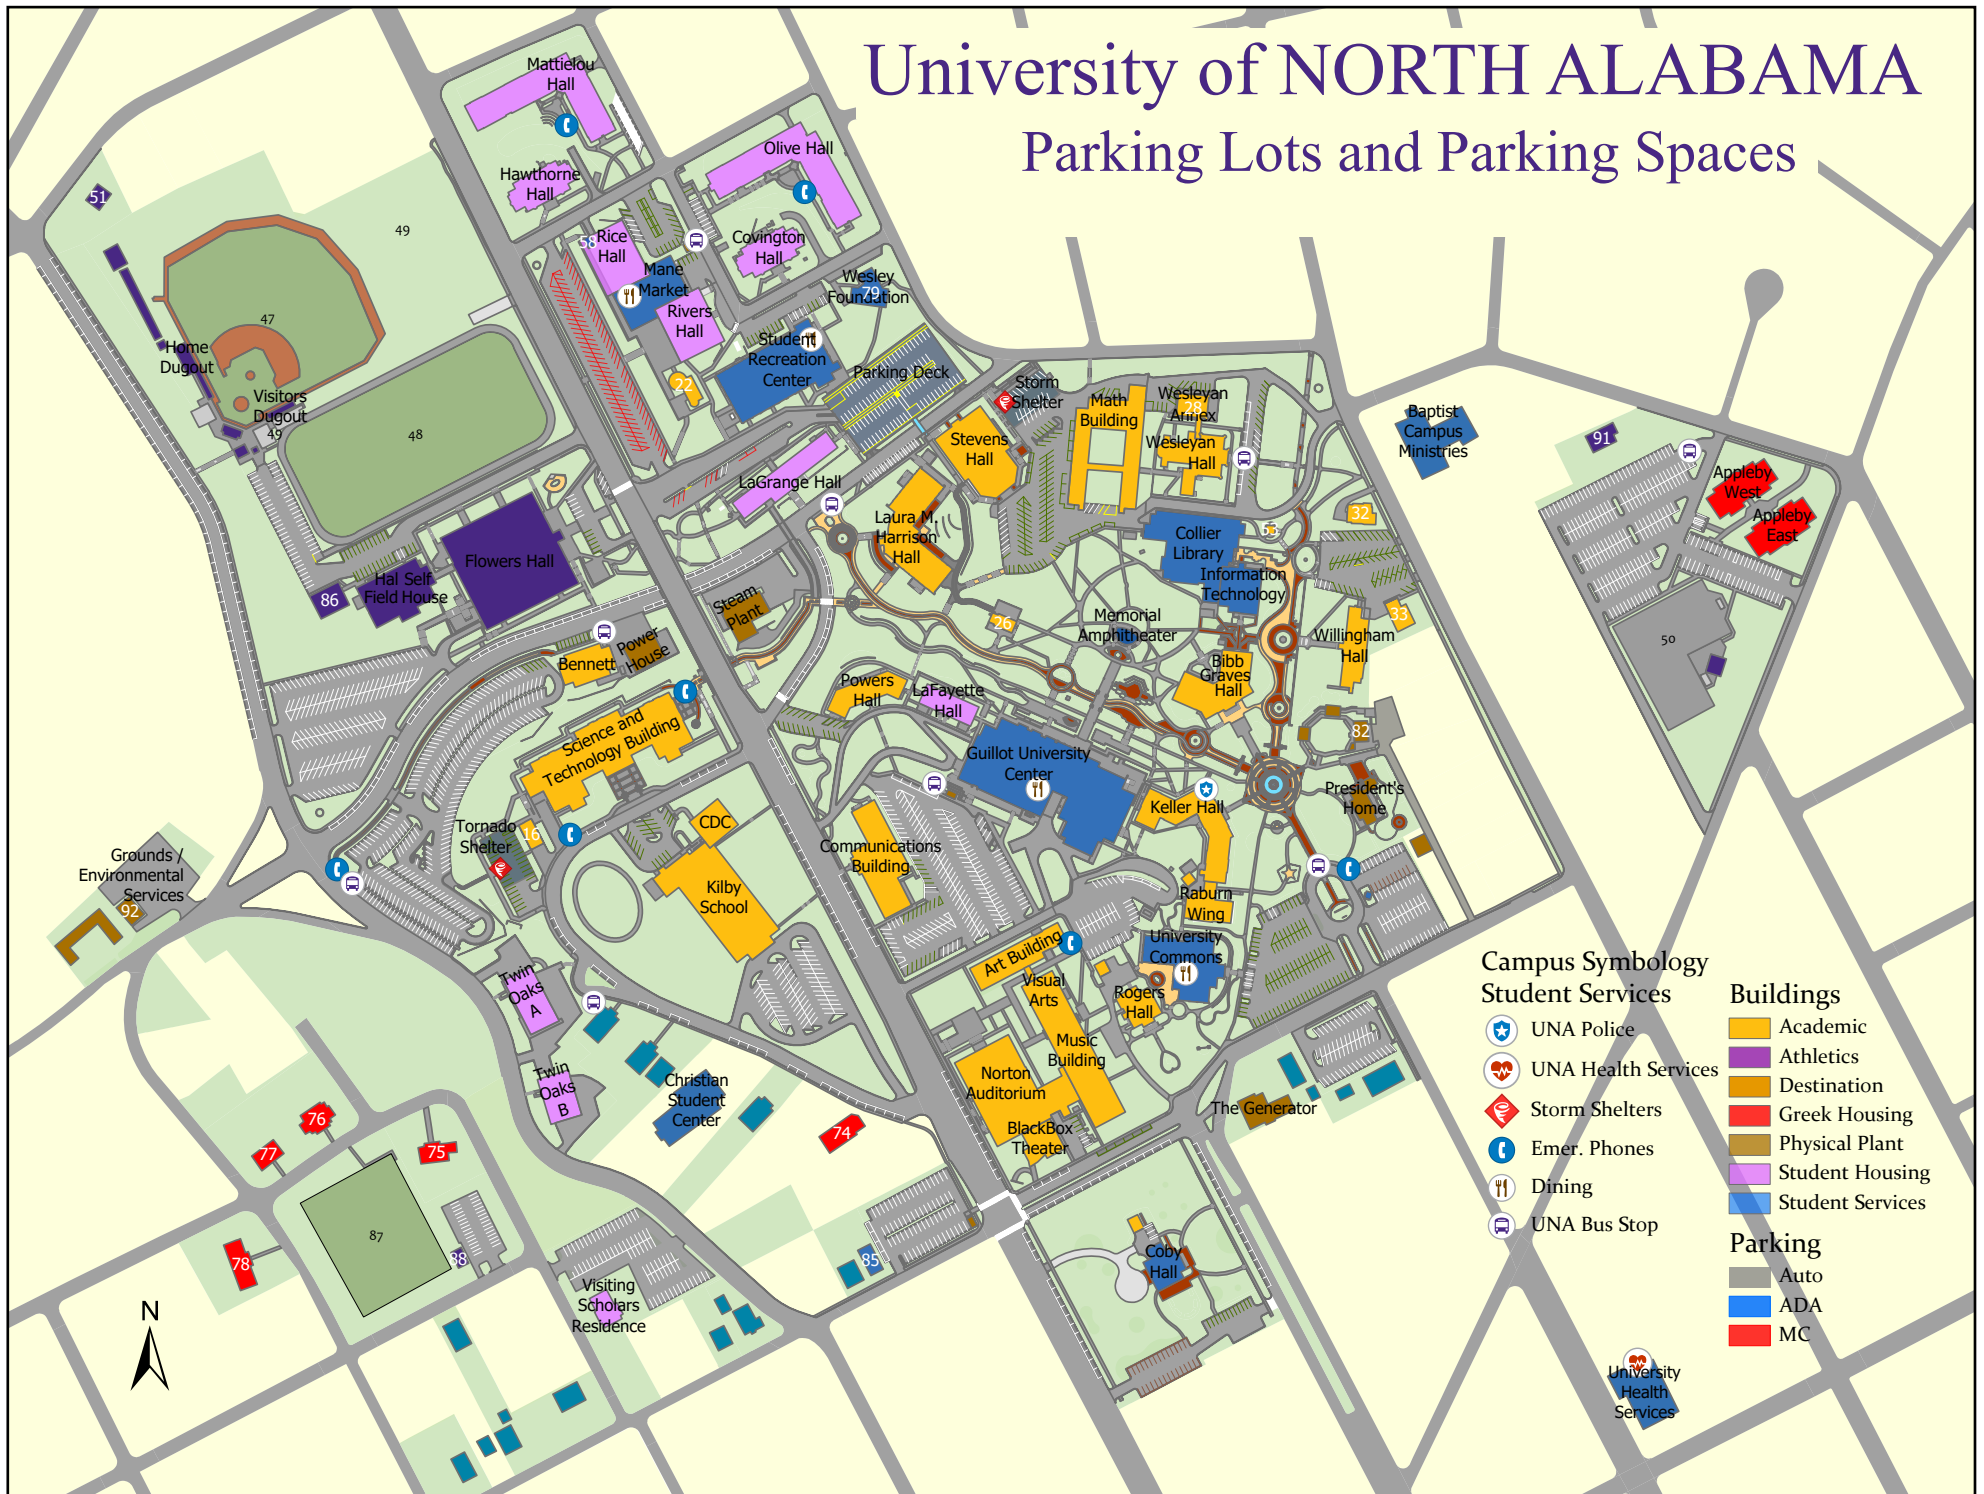 University of NORTH ALABAMA
Parking Lots and Parking Spaces
Mattielou
Hall
Hawthorne
Hall
Olive Hall
51
49
58
Rice
Hall
Covington
Hall
Mane
Market
Wesley
Foundation
79
Rivers
Hall
47
Home
Dugout
Visitors
Dugout
49
48
22
Student
Recreation
Center
Parking Deck
Storm
Shelter
Math
Building
Wesleyan
Annex
28
Wesleyan
Hall
Stevens
Hall
Baptist
Campus
Ministries
91
Appleby
West
Appleby
East
LaGrange Hall
Laura M.
Harrison
Hall
Collier
Library
55
32
Information
Technology
Flowers Hall
Hal Self
Field House
86
Steam
Plant
26
Memorial
Amphitheater
33
Willingham
Hall
50
Bennett
Power
House
Powers
Hall
LaFayette
Hall
Bibb
Graves
Hall
Science and
Technology Building
Guillot University
Center
82
President's
Home
Keller Hall
CDC
Tornado
Shelter
16
Communications
Building
Kilby
School
Grounds /
Environmental
Services
92
Raburn
Wing
Art Building
University
Commons
Visual
Arts
Rogers
Hall
Twin
Oaks
A
Music
Building
Norton
Auditorium
Twin
Oaks
B
Christian
Student
Center
The Generator
BlackBox
Theater
74
76
77
75
78
87
88
85
Visiting
Scholars
Residence
Coby
Hall
N
Campus Symbology
Student Services
UNA Police
UNA Health Services
Storm Shelters
Emer. Phones
Dining
UNA Bus Stop
Buildings
Academic
Athletics
Destination
Greek Housing
Physical Plant
Student Housing
Student Services
Parking
Auto
ADA
MC
University
Health
Services